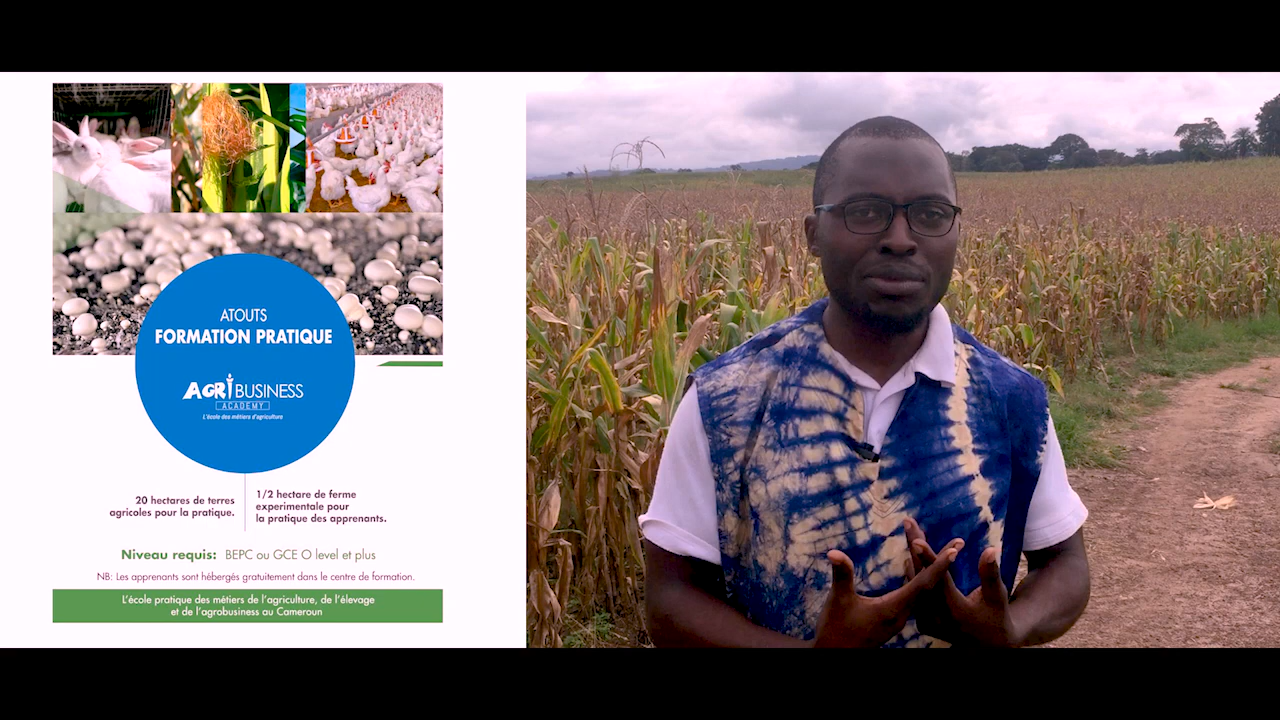 ATOUTS
FORMATION PRATIQUE
AGRIBUSINESS
ACADEMY
L'école des métiers d'agriculture
20 hectares de terres
agricoles pour la pratique.
1/2 hectare de ferme
experimentale pour
la pratique des apprenants.
Niveau requis: BEPC ou GCE O level et plus
NB: Les apprenants sont hébergés gratuitement dans le centre de formation.
L'école pratique des métiers de l'agriculture, de l'élevage
et de l'agrobusiness au Cameroun